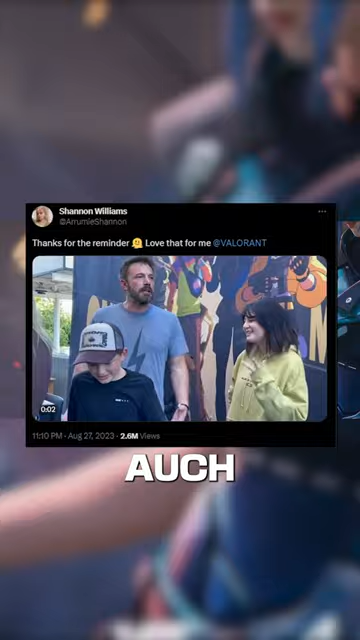 Shannon Williams
@ArrumieShannon
Thanks for the reminder 🫠 Love that for me @VALORANT
0:02
11:10 PM · Aug 27, 2023 · 2.6M Views
AUCH